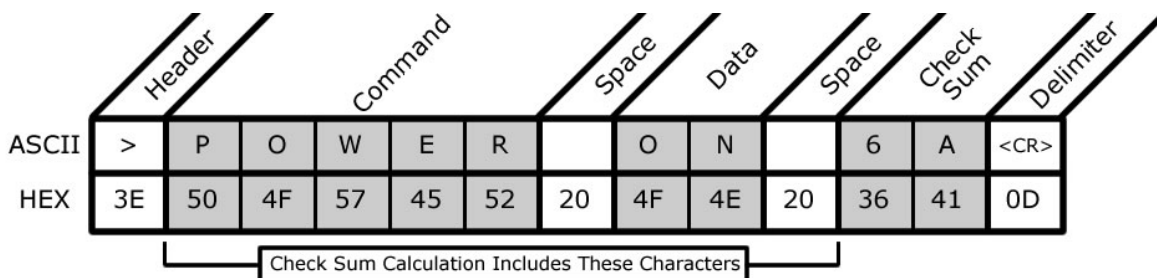 Header
Command
Space
Data
Space
Check
Sum
Delimiter
ASCII > P O W E R O N 6 A <CR>
HEX 3E 50 4F 57 45 52 20 4F 4E 20 36 41 0D
Check Sum Calculation Includes These Characters